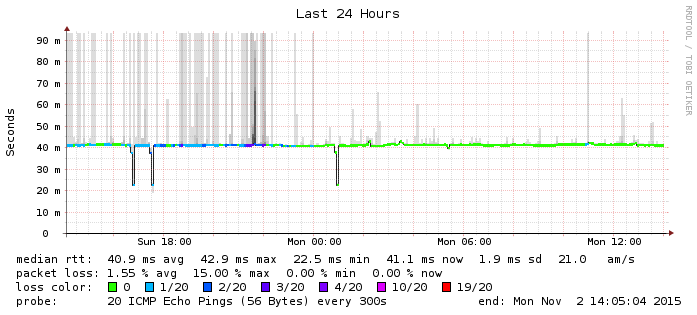 Last 24 Hours
RRDTOOL / TOBI OETIKER
Seconds
90 m
80 m
70 m
60 m
50 m
40 m
30 m
20 m
10 m
0
Sun 18:00 Mon 00:00 Mon 06:00 Mon 12:00
median rtt: 40.9 ms avg 42.9 ms max 22.5 ms min 41.1 ms now 1.9 ms sd 21.0 am/s
packet loss: 1.55 % avg 15.00 % max 0.00 % min 0.00 % now
loss color: 0 1/20 2/20 3/20 4/20 10/20 19/20
probe: 20 ICMP Echo Pings (56 Bytes) every 300s end: Mon Nov 2 14:05:04 2015